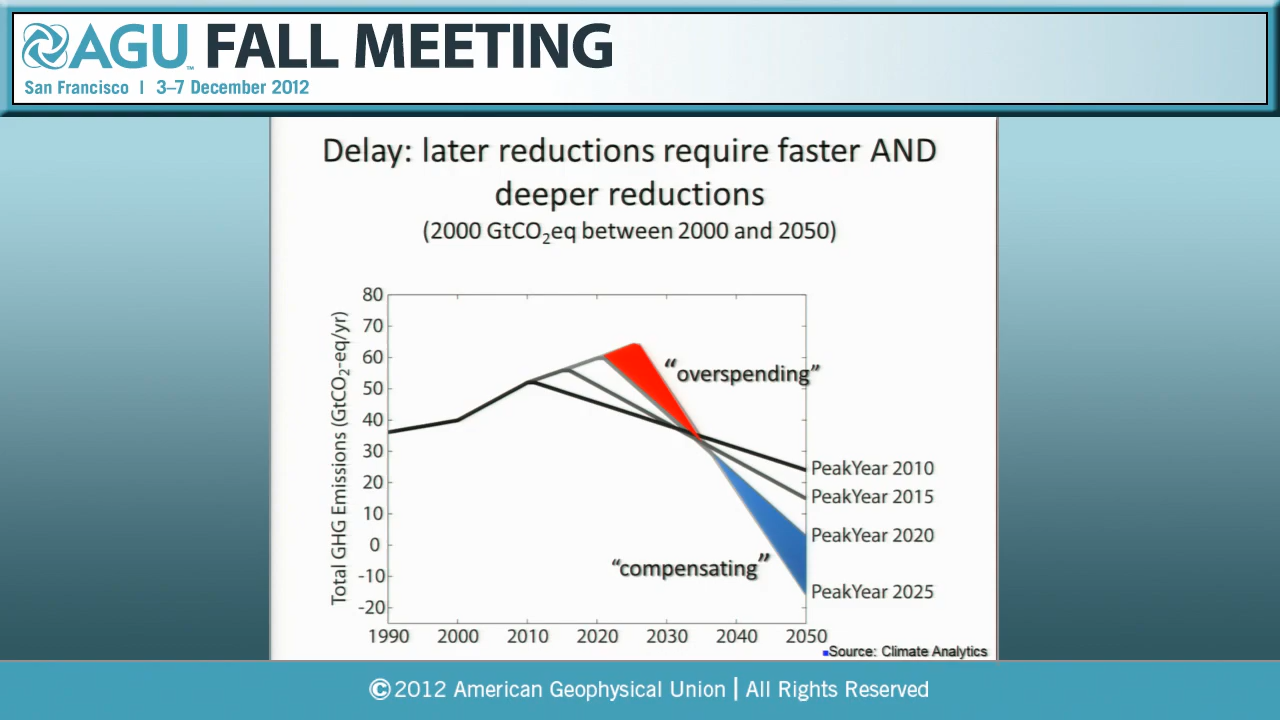 AGU™ FALL MEETING
San Francisco | 3–7 December 2012
Delay: later reductions require faster AND
deeper reductions
(2000 GtCO₂eq between 2000 and 2050)
Total GHG Emissions (GtCO₂-eq/yr)
80
70
60
50
40
30
20
10
0
-10
-20
1990 2000 2010 2020 2030 2040 2050
“overspending”
“compensating”
PeakYear 2010
PeakYear 2015
PeakYear 2020
PeakYear 2025
Source: Climate Analytics
©2012 American Geophysical Union | All Rights Reserved